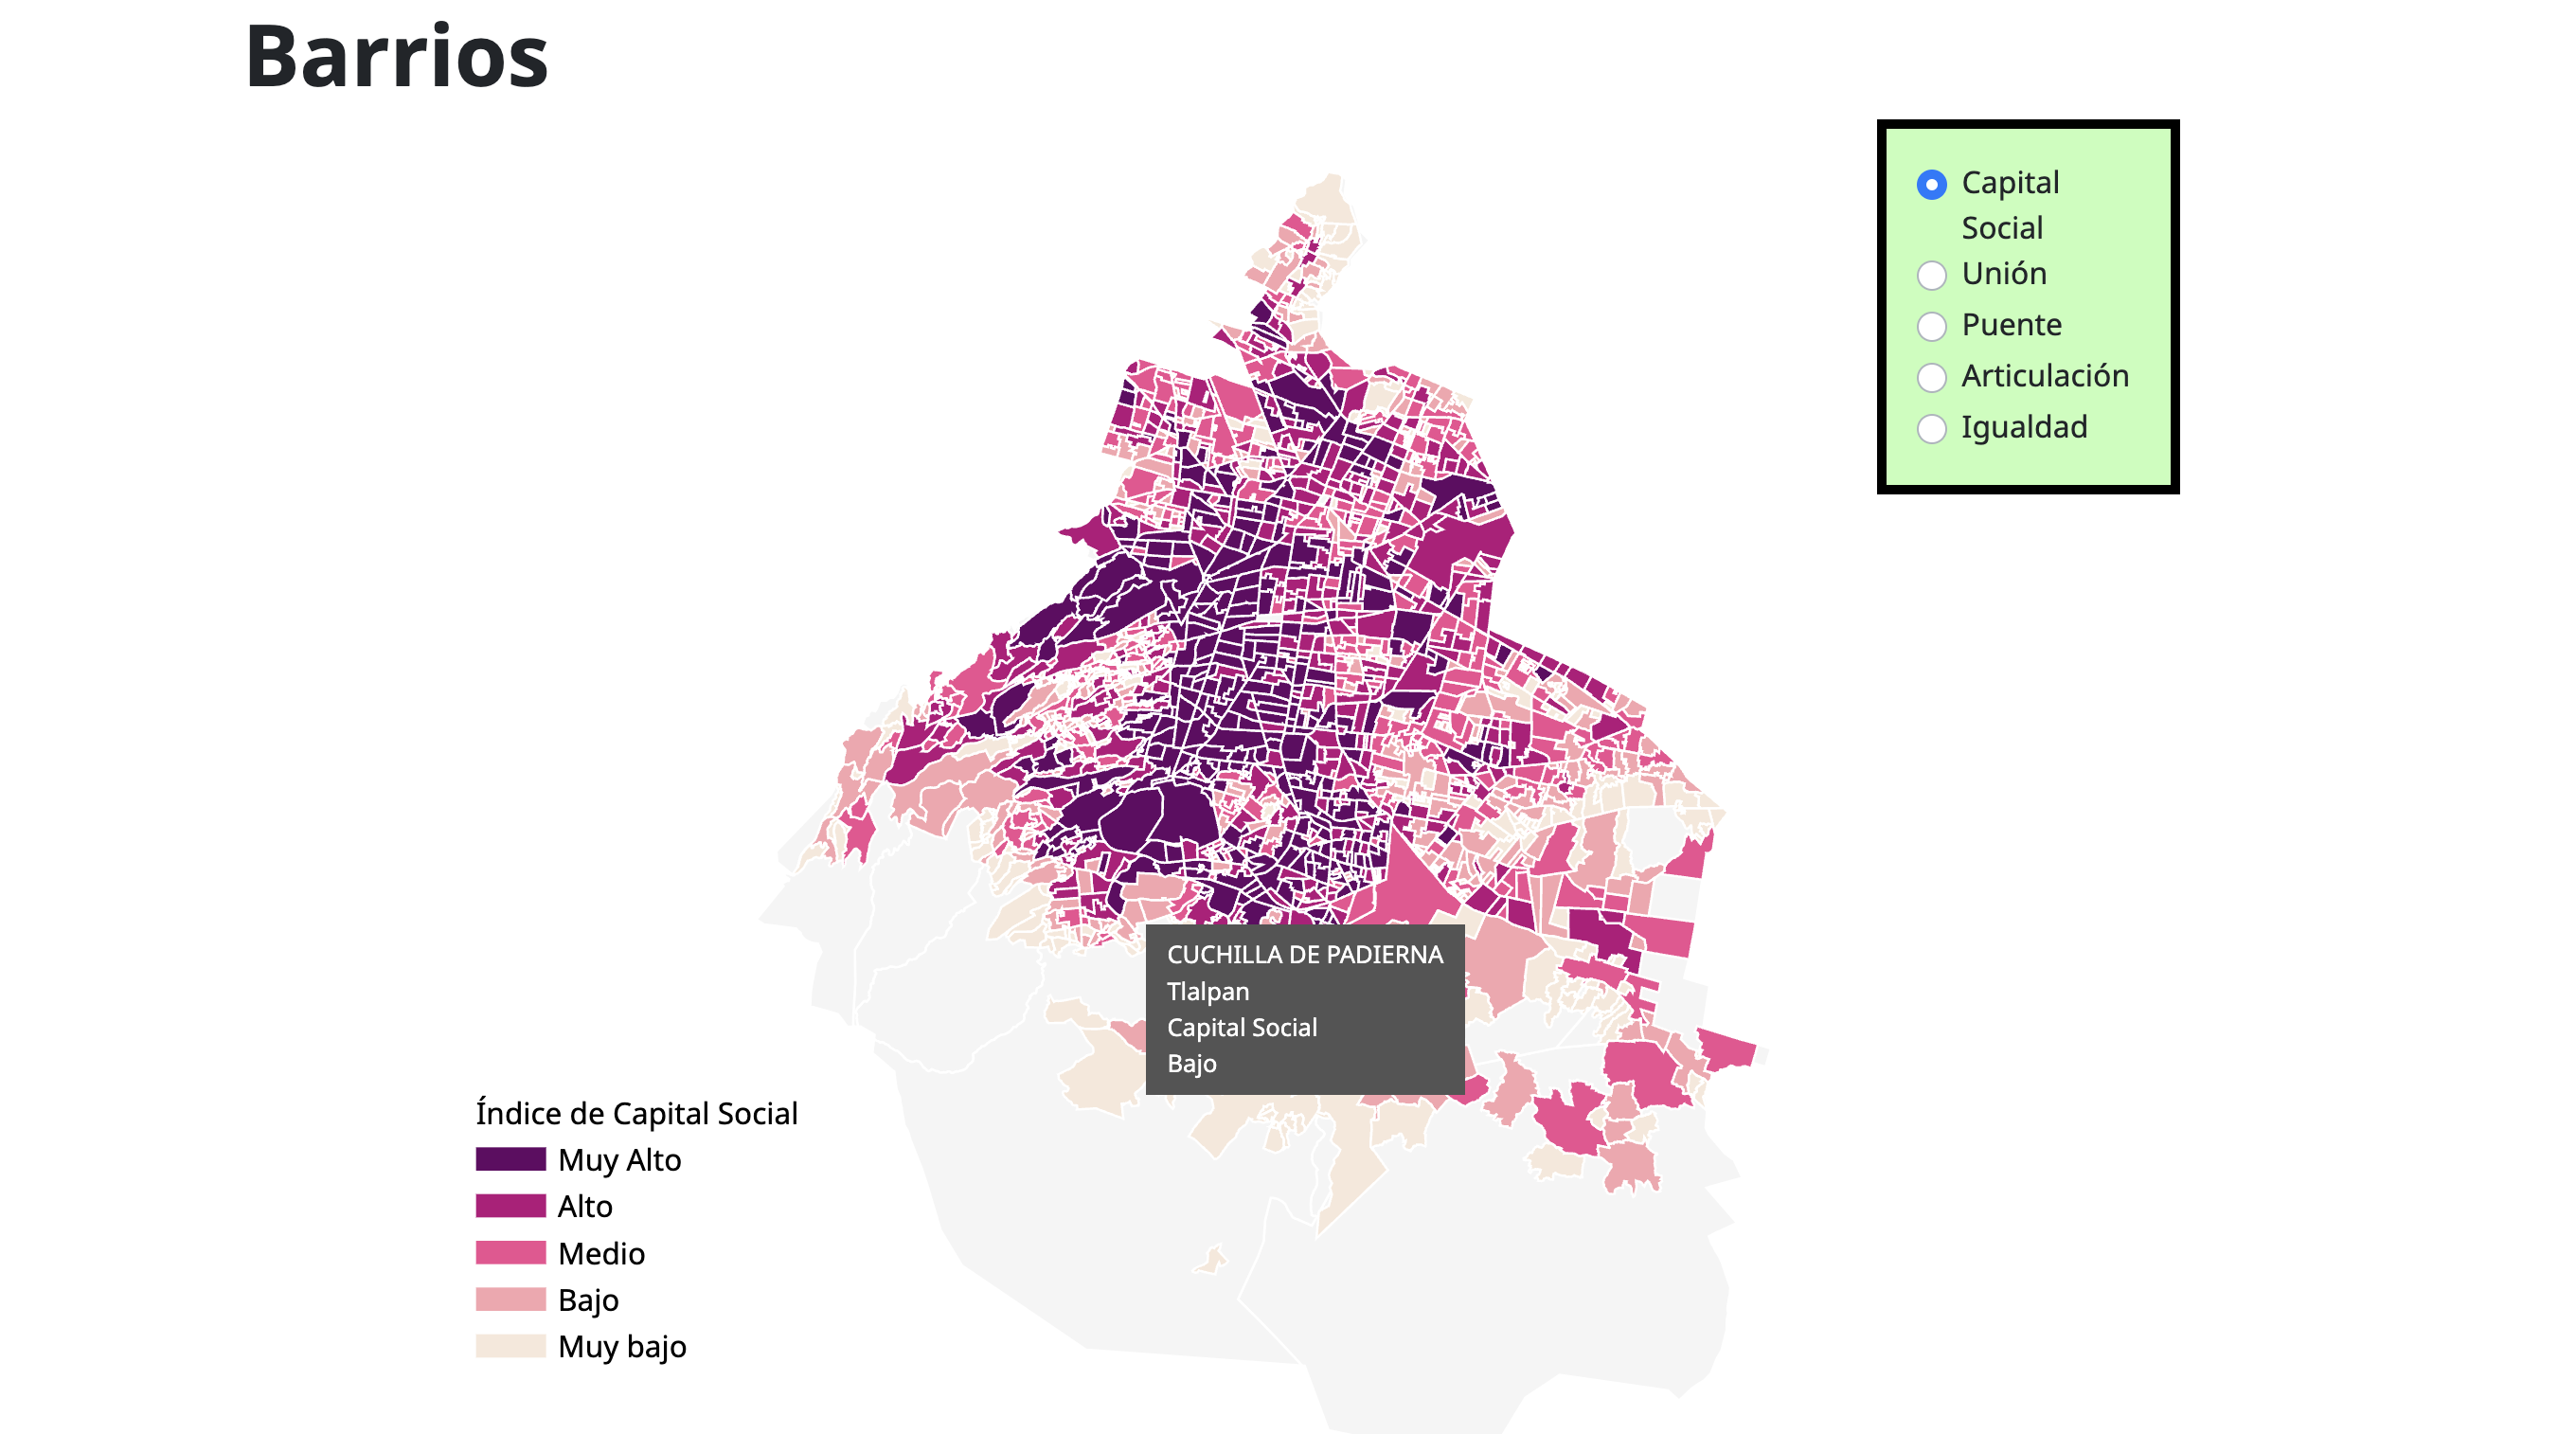 Barrios
Capital
Social
Unión
Puente
Articulación
Igualdad
CUCHILLA DE PADIERNA
Tlalpan
Capital Social
Bajo
Índice de Capital Social
Muy Alto
Alto
Medio
Bajo
Muy bajo